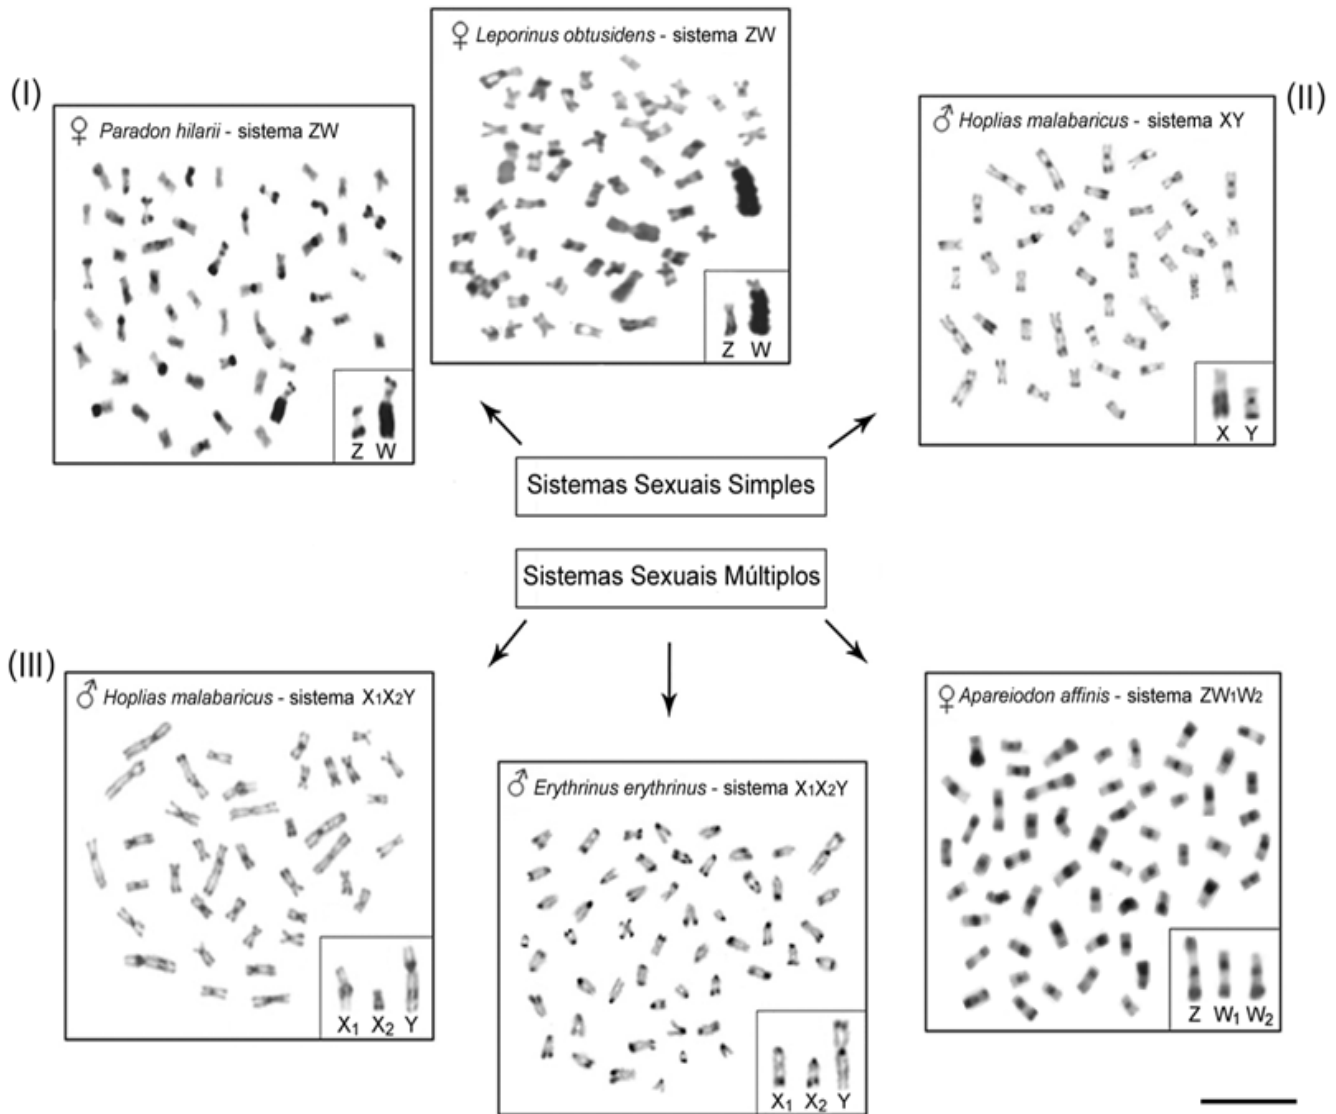 ♀ Leporinus obtusidens - sistema ZW
Z W
(I)
♀ Paradon hilarii - sistema ZW
Z W
(II)
♂ Hoplias malabaricus - sistema XY
X Y
Sistemas Sexuais Simples
Sistemas Sexuais Múltiplos
(III)
♂ Hoplias malabaricus - sistema X₁X₂Y
X₁ X₂ Y
♂ Erythrinus erythrinus - sistema X₁X₂Y
X₁ X₂ Y
♀ Apareiodon affinis - sistema ZW₁W₂
Z W₁ W₂